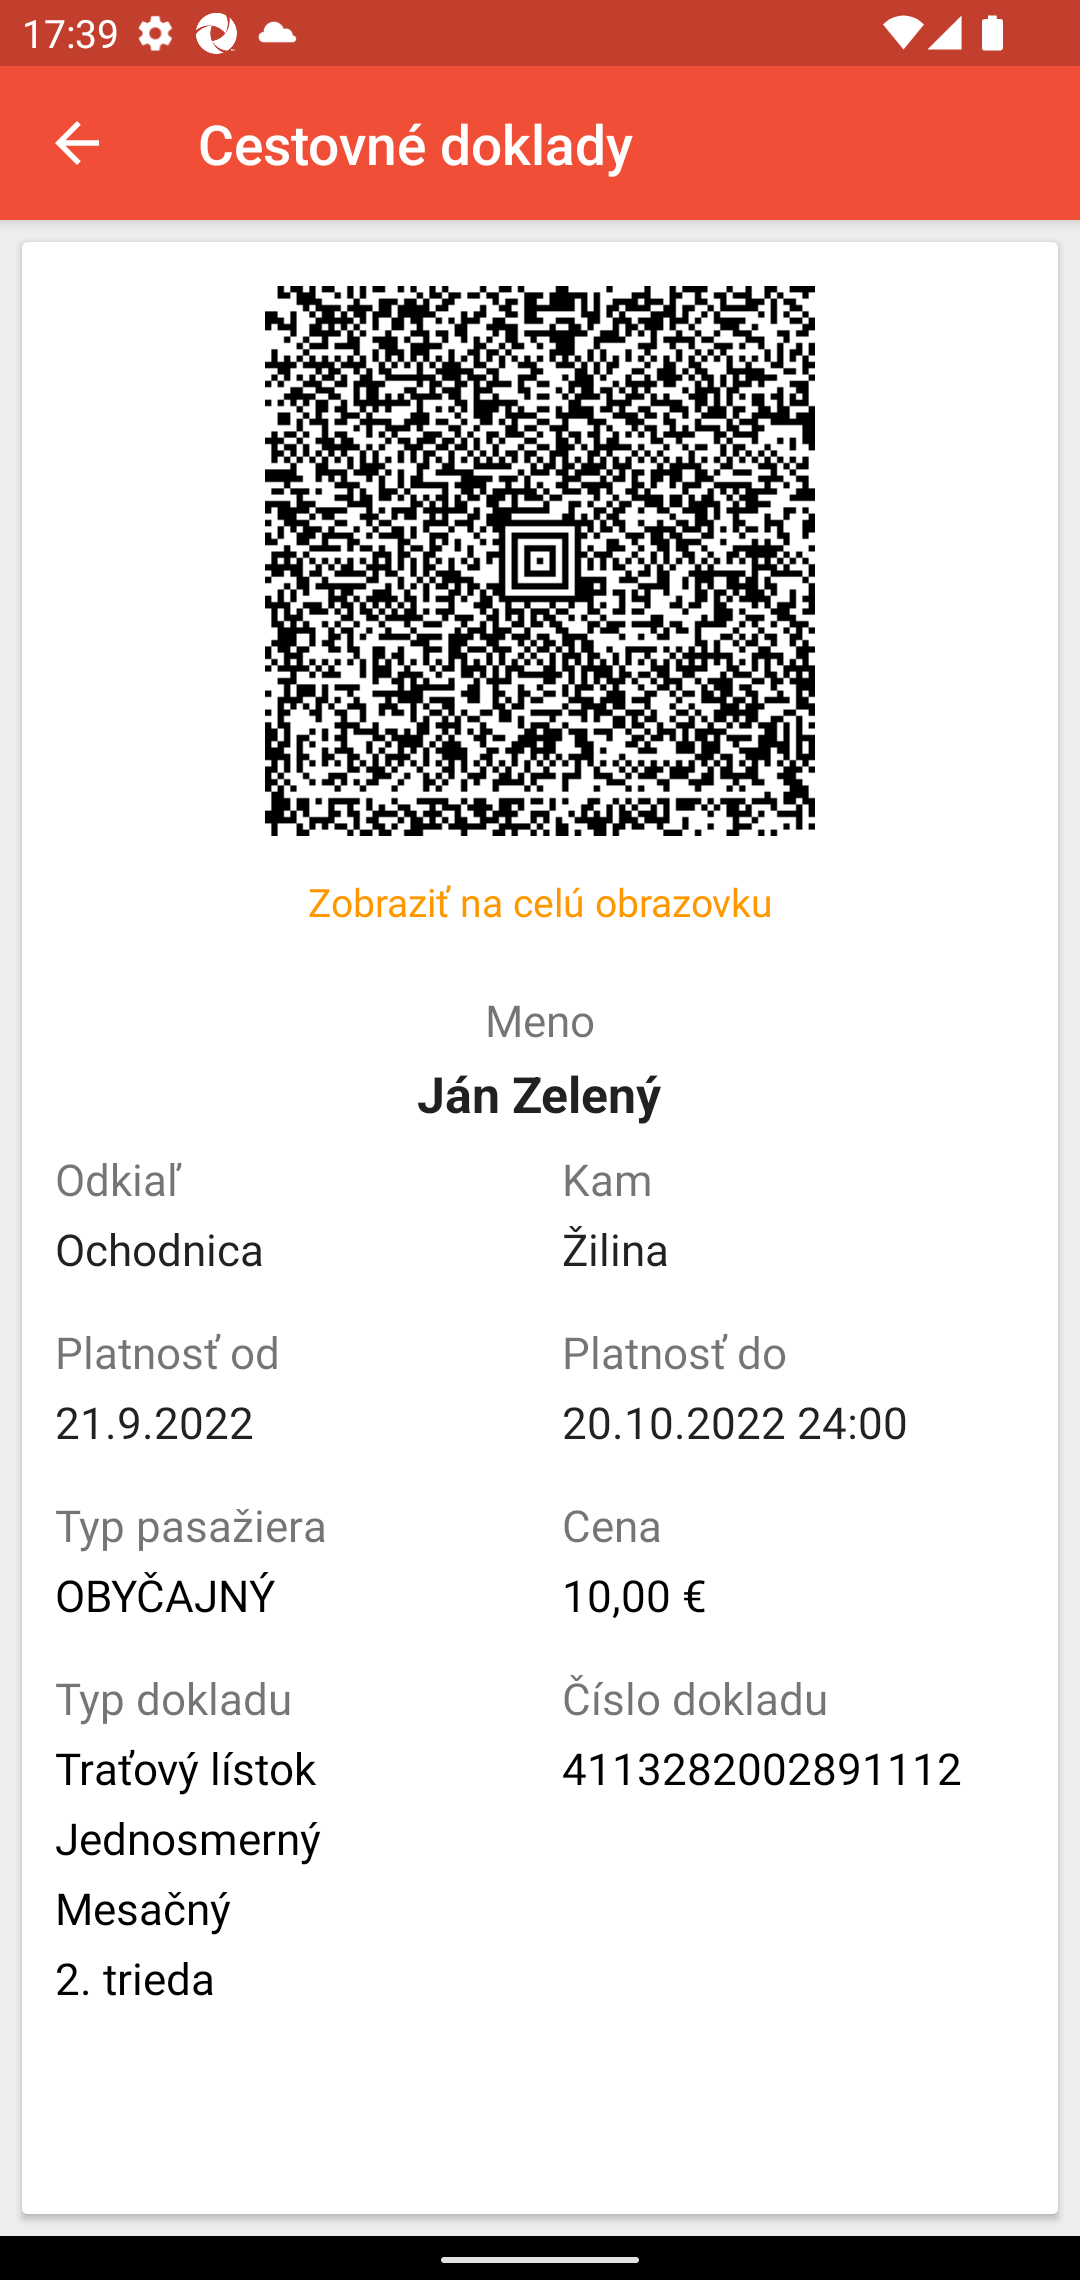 17:39
Cestovné doklady
Zobraziť na celú obrazovku
Meno
Ján Zelený
Odkiaľ
Kam
Ochodnica
Žilina
Platnosť od
Platnosť do
21.9.2022
20.10.2022 24:00
Typ pasažiera
Cena
OBYČAJNÝ
10,00 €
Typ dokladu
Číslo dokladu
Traťový lístok
4113282002891112
Jednosmerný
Mesačný
2. trieda